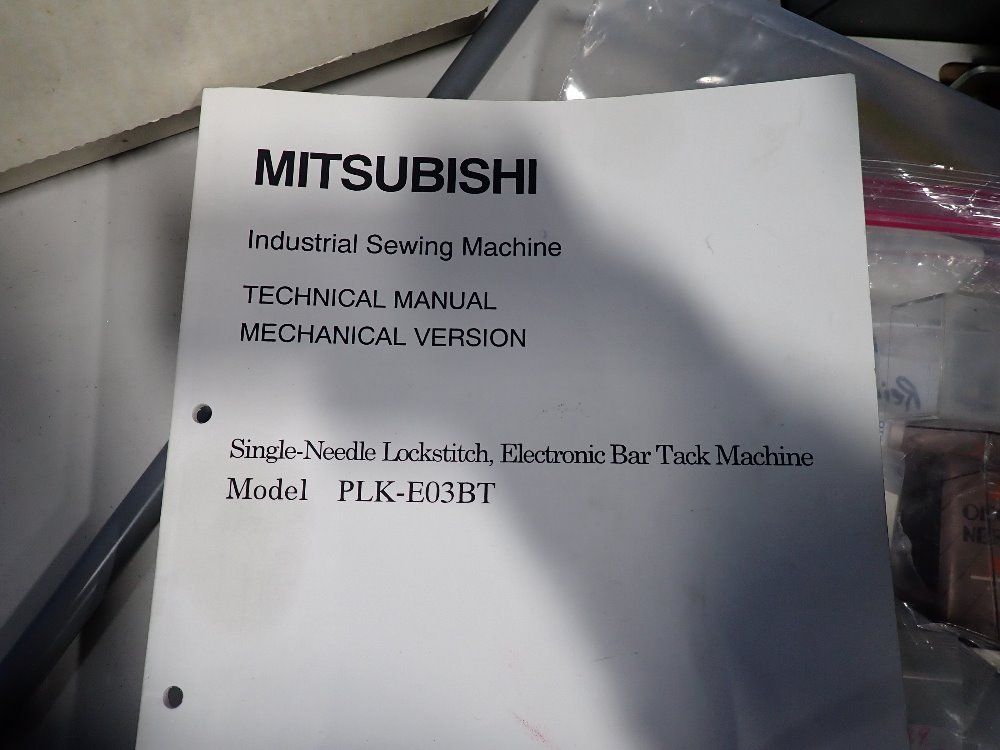 MITSUBISHI
Industrial Sewing Machine
TECHNICAL MANUAL
MECHANICAL VERSION
Single-Needle Lockstitch, Electronic Bar Tack Machine
Model PLK-E03BT